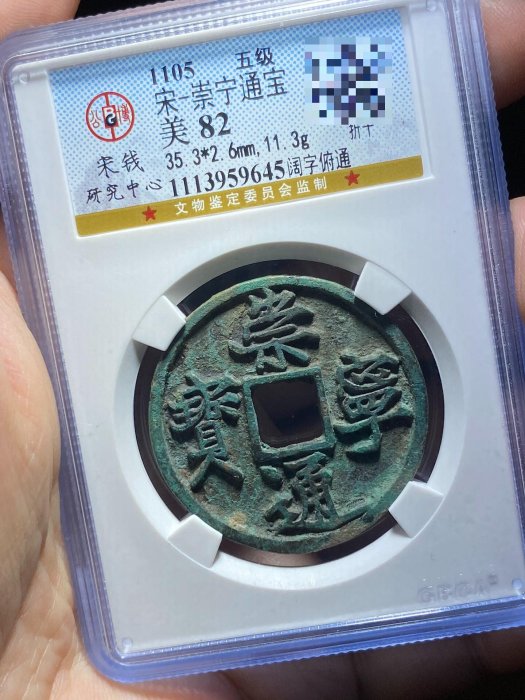 1105 五级
宋-崇宁通宝
美 82
折十
宋钱 35.3*2.6mm,11.3g
研究中心 1113959645 阔字俯通
文物鉴定委员会监制
崇
寧
通
寳